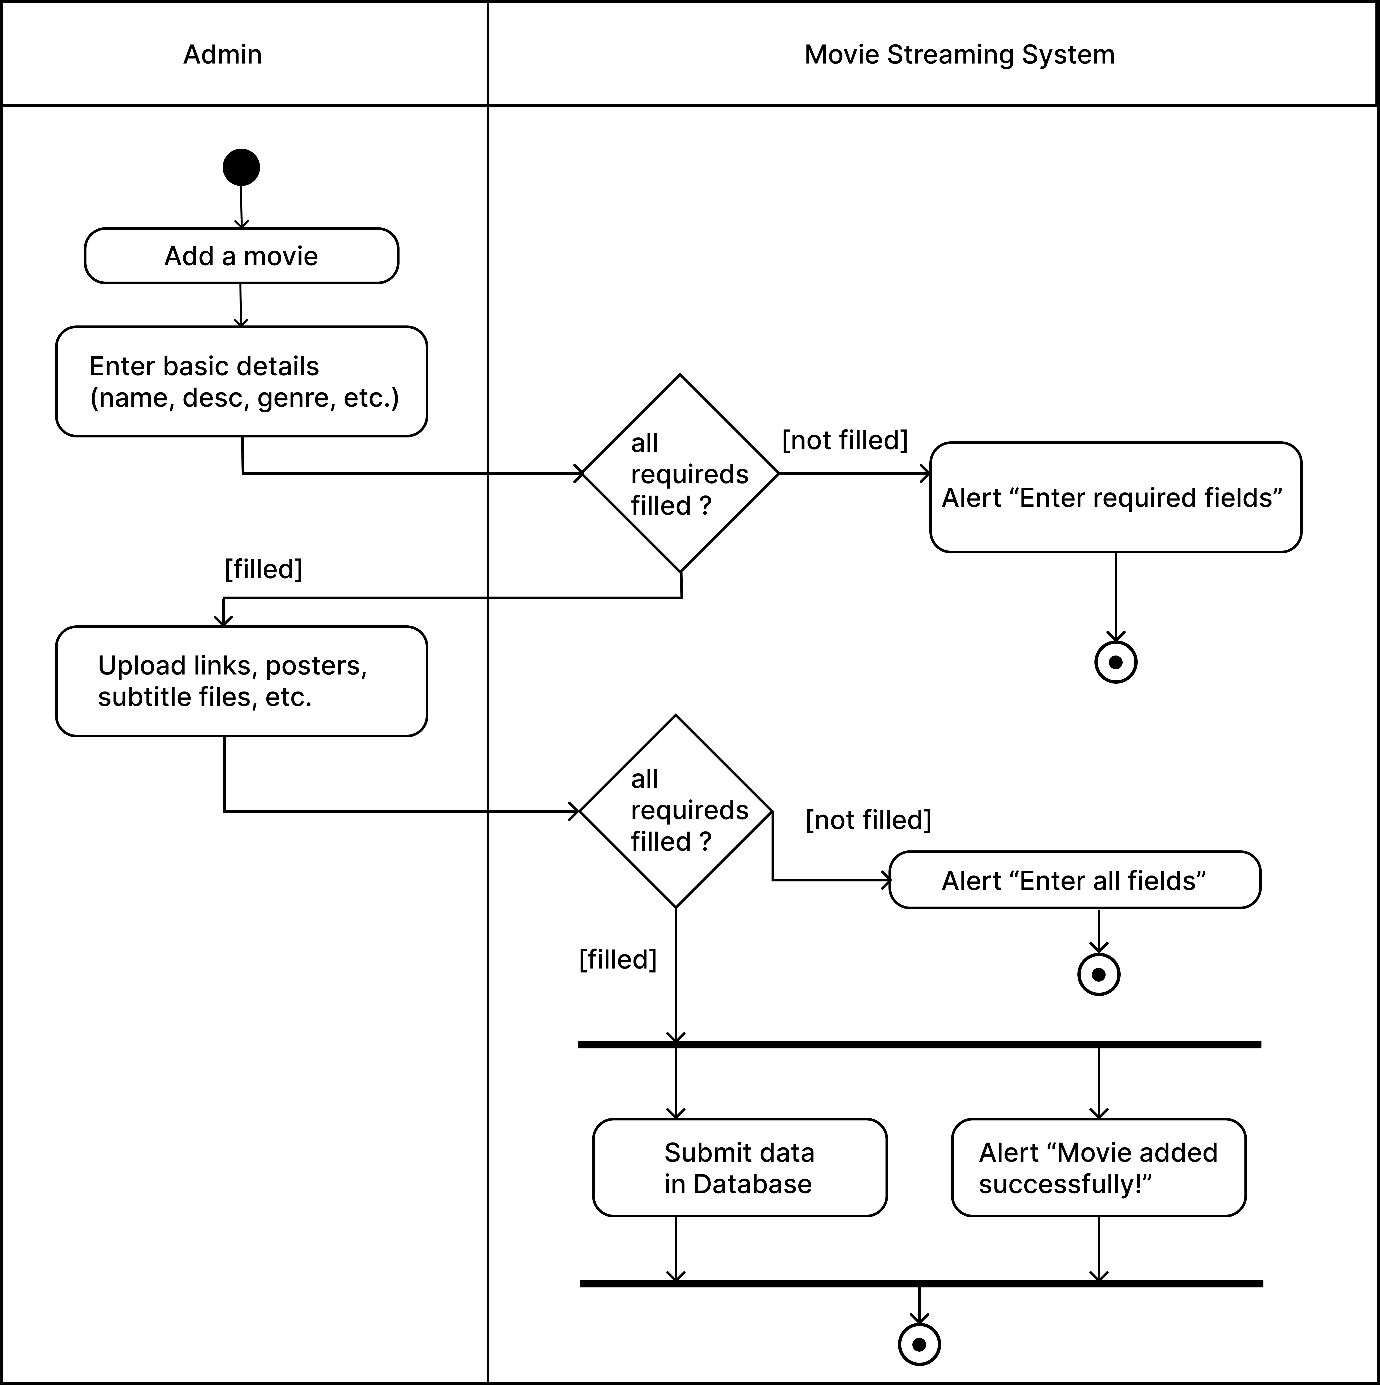 Admin
Movie Streaming System
Add a movie
Enter basic details
(name, desc, genre, etc.)
all
requireds
filled ?
[not filled]
Alert “Enter required fields”
[filled]
Upload links, posters,
subtitle files, etc.
all
requireds
filled ?
[not filled]
Alert “Enter all fields”
[filled]
Submit data
in Database
Alert “Movie added
successfully!”